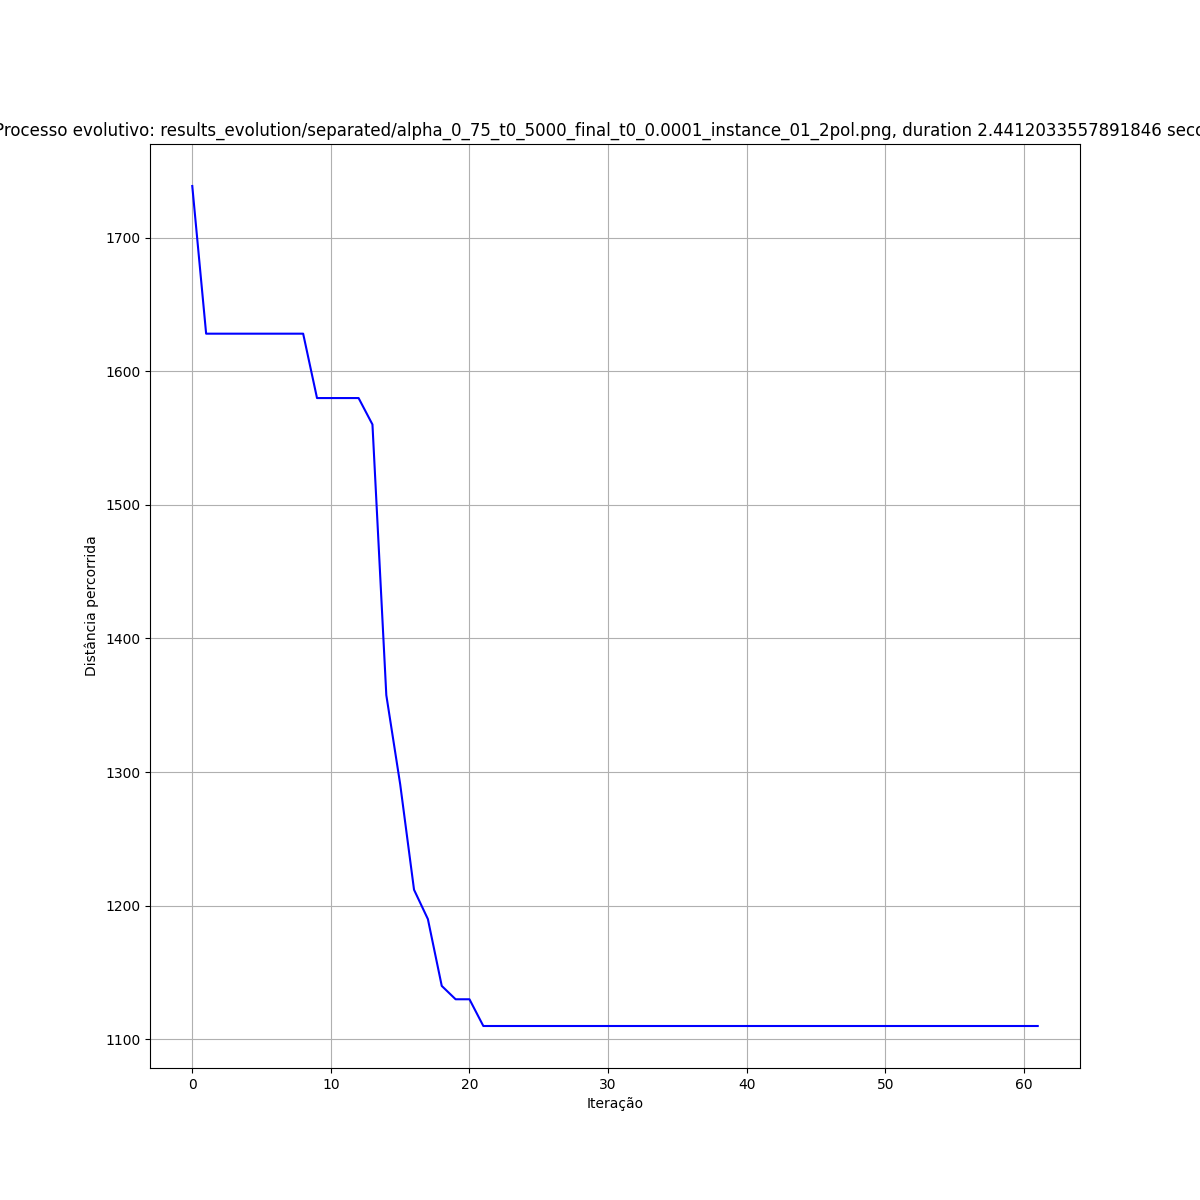 Processo evolutivo: results_evolution/separated/alpha_0_75_t0_5000_final_t0_0.0001_instance_01_2pol.png, duration 2.4412033557891846 seco
1700
1600
1500
1400
1300
1200
1100
Distância percorrida
0 10 20 30 40 50 60
Iteração